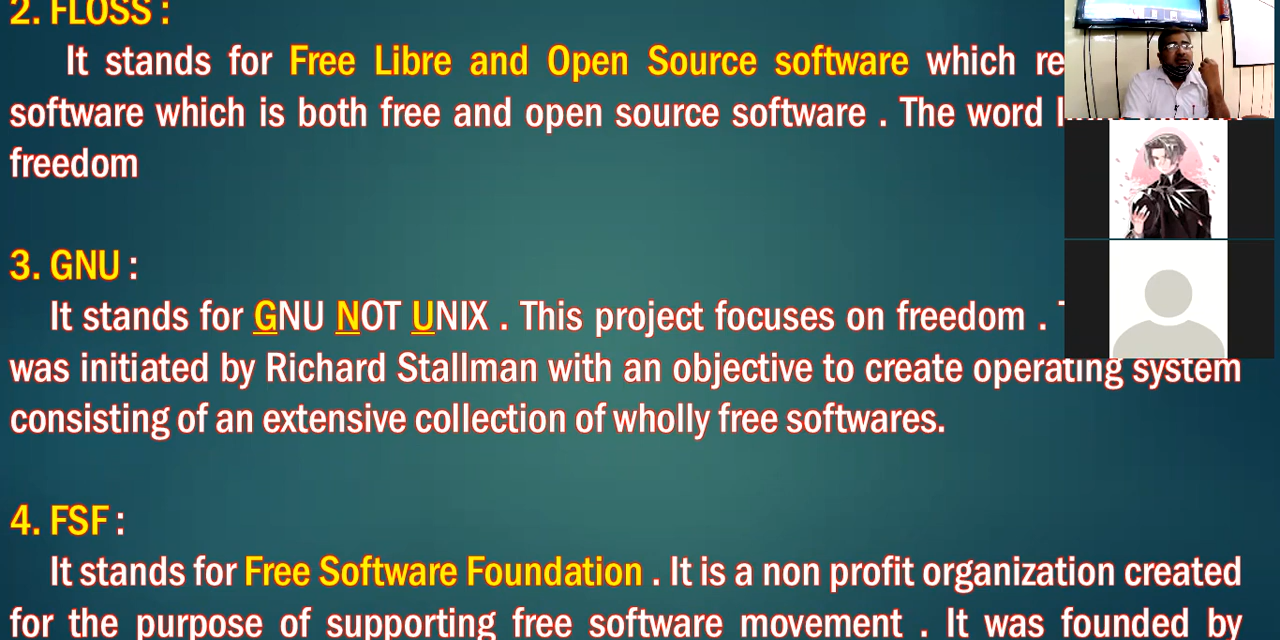 2. FLOSS :
It stands for Free Libre and Open Source software which re
software which is both free and open source software . The word
freedom
3. GNU :
It stands for GNU NOT UNIX . This project focuses on freedom .
was initiated by Richard Stallman with an objective to create operating system
consisting of an extensive collection of wholly free softwares.
4. FSF :
It stands for Free Software Foundation . It is a non profit organization created
for the purpose of supporting free software movement . It was founded by